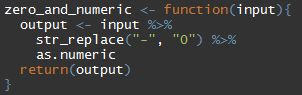 zero_and_numeric <- function(input){
  output <- input %>%
    str_replace("-", "0") %>%
    as.numeric
  return(output)
}